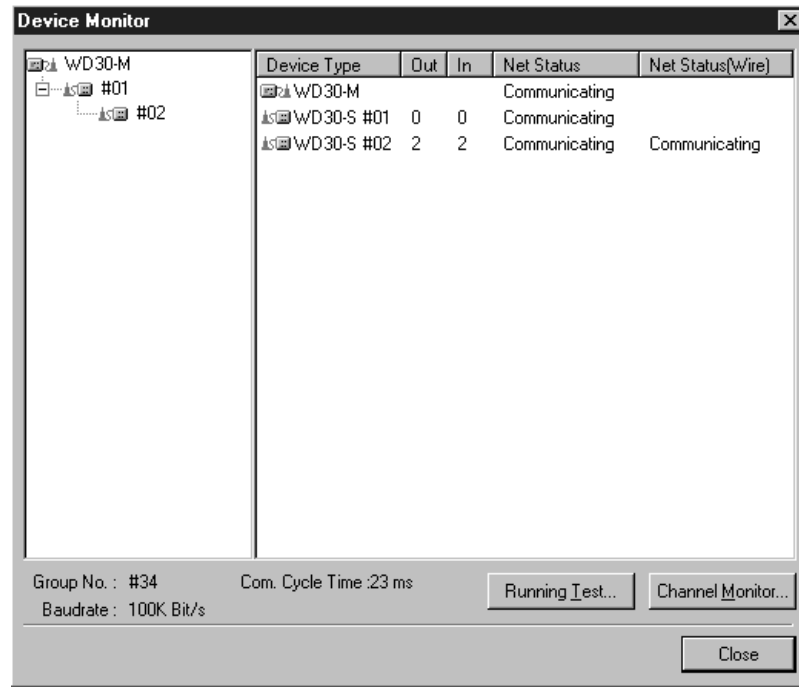 Device Monitor
WD30-M
#01
#02
Device Type Out In Net Status Net Status(Wire)
WD30-M Communicating
WD30-S #01 0 0 Communicating
WD30-S #02 2 2 Communicating Communicating
Group No. : #34 Com. Cycle Time :23 ms
Baudrate : 100K Bit/s
Running Test... Channel Monitor...
Close